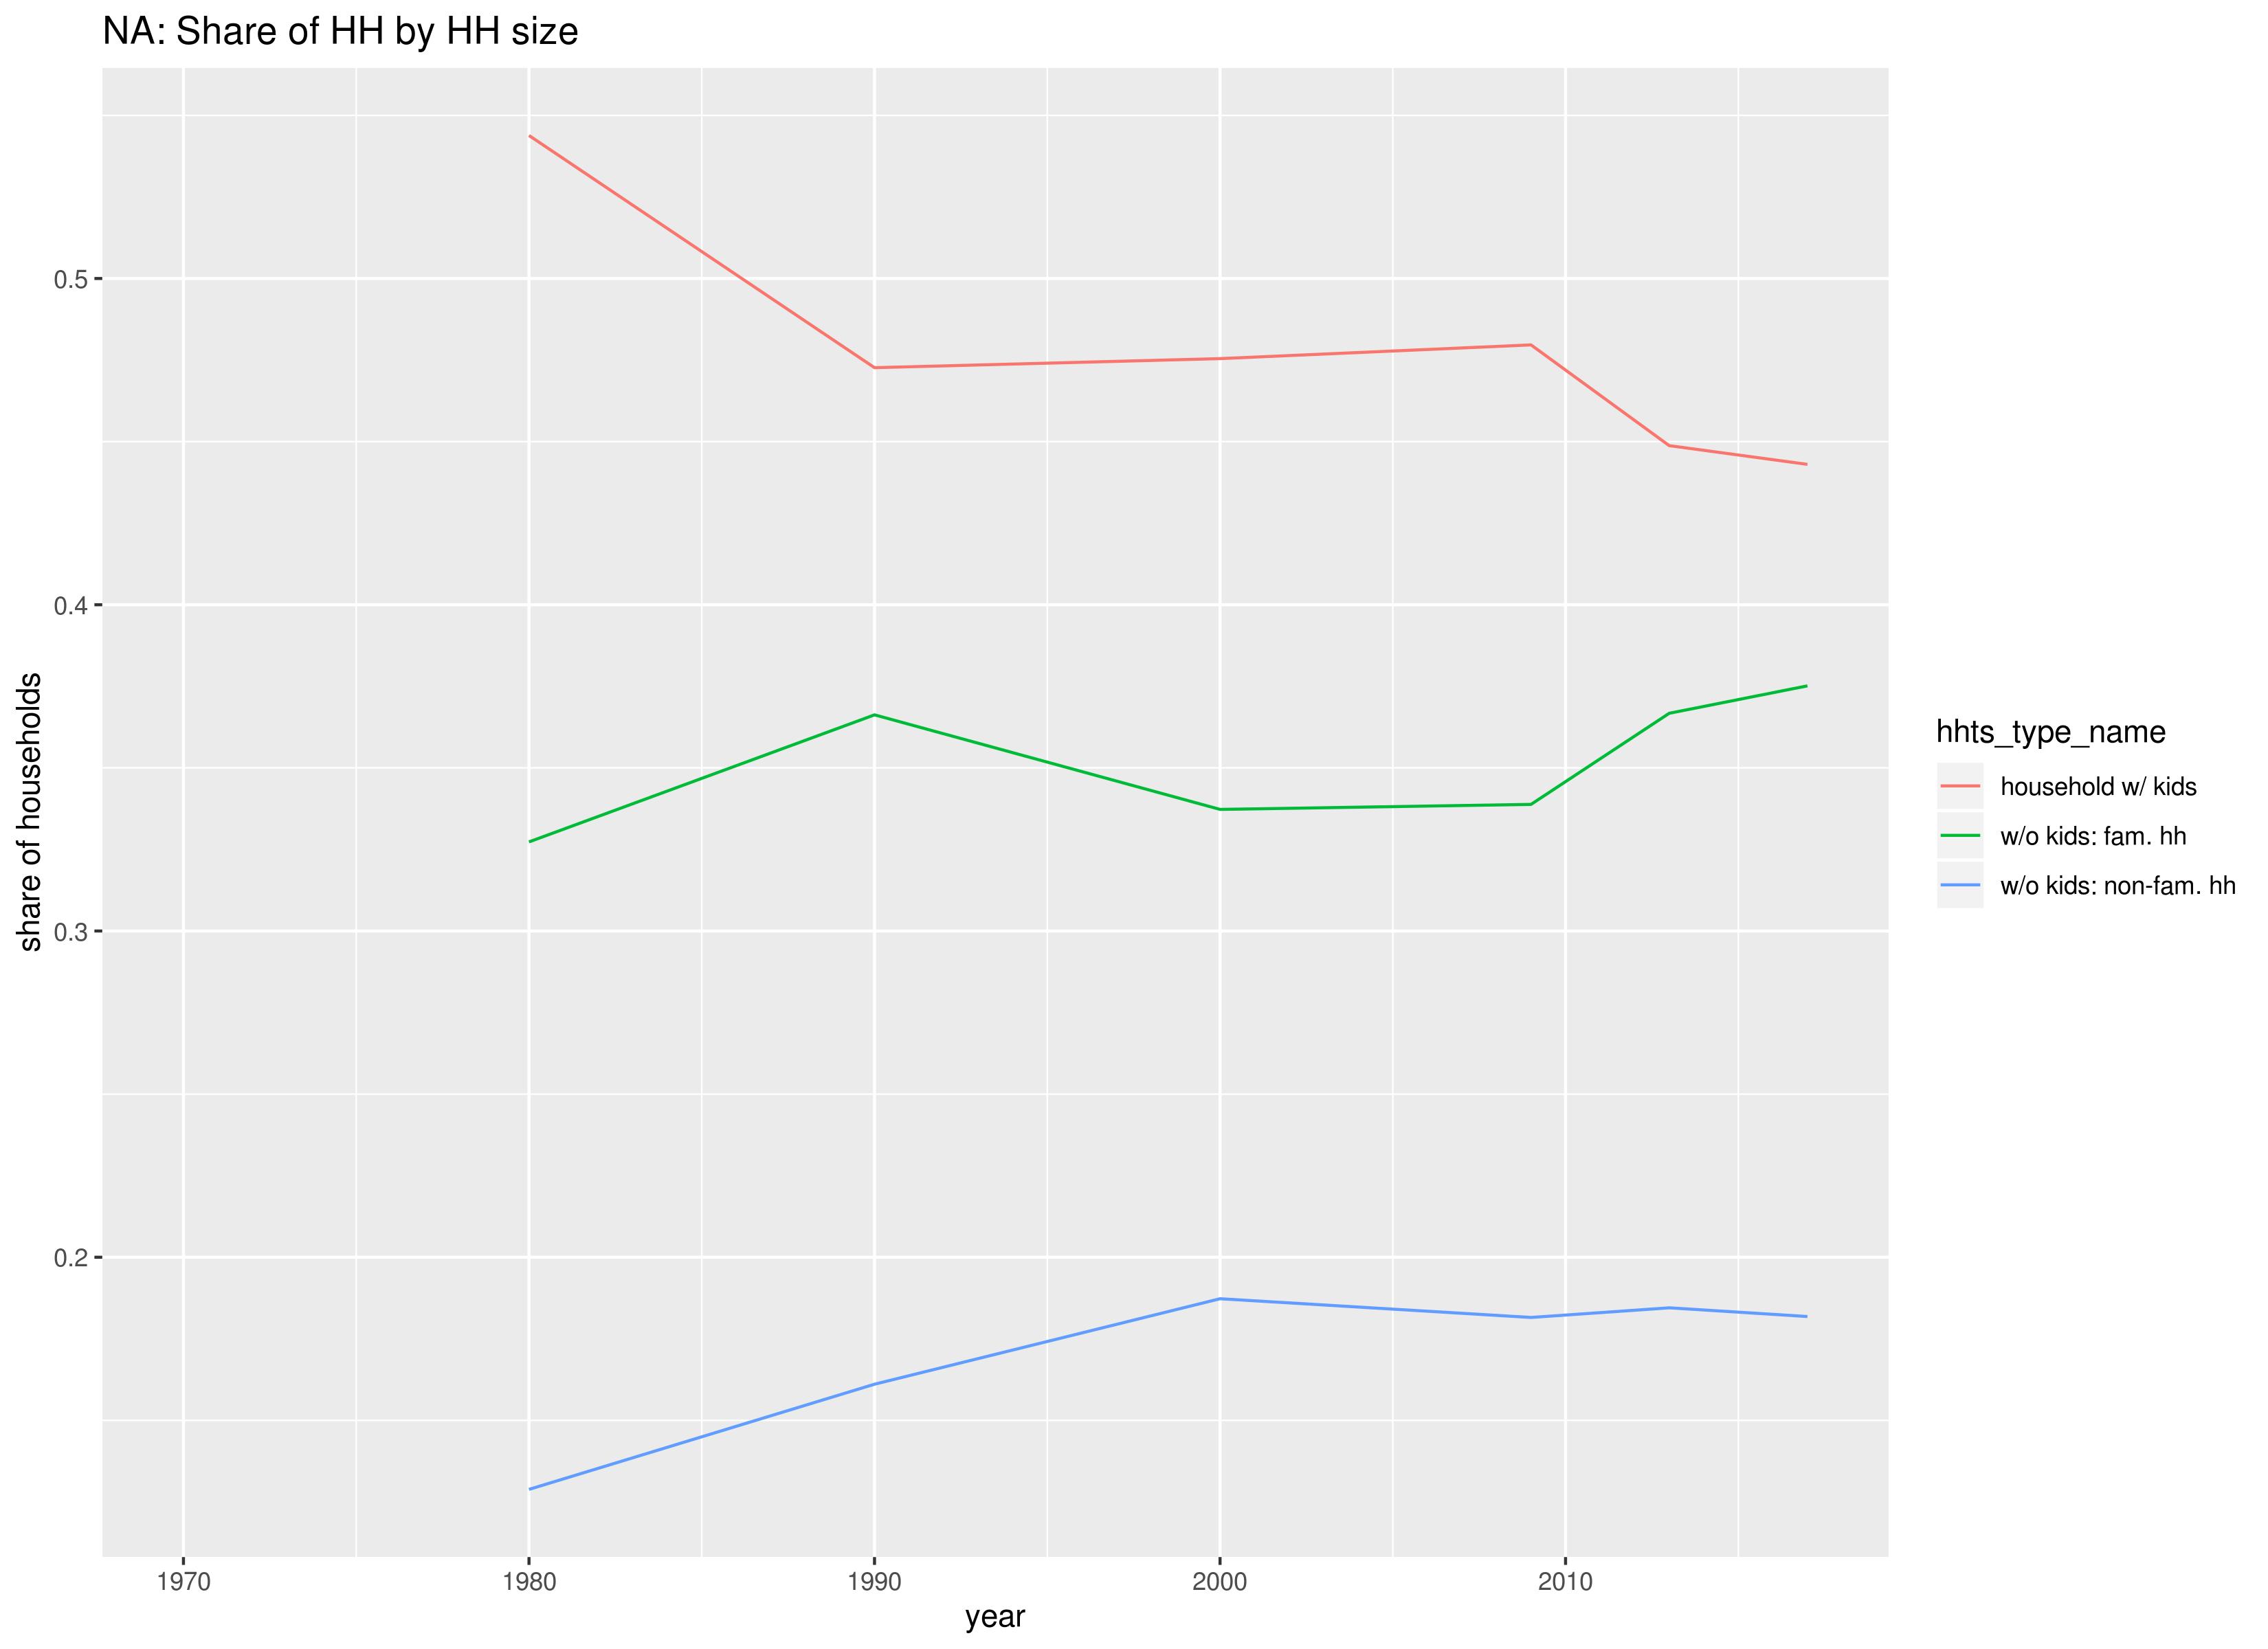 NA: Share of HH by HH size
share of households
0.5
0.4
0.3
0.2
1970 1980 1990 2000 2010
year
hhts_type_name
household w/ kids
w/o kids: fam. hh
w/o kids: non-fam. hh